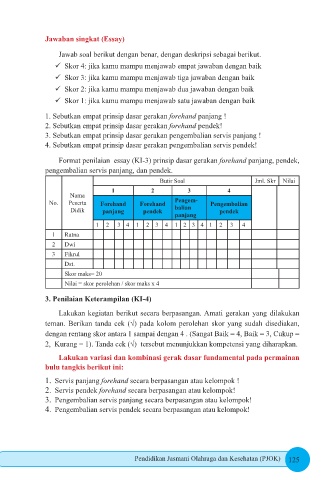 Jawaban singkat (Essay)
Jawab soal berikut dengan benar, dengan deskripsi sebagai berikut.
✓ Skor 4: jika kamu mampu menjawab empat jawaban dengan baik
✓ Skor 3: jika kamu mampu menjawab tiga jawaban dengan baik
✓ Skor 2: jika kamu mampu menjawab dua jawaban dengan baik
✓ Skor 1: jika kamu mampu menjawab satu jawaban dengan baik
1. Sebutkan empat prinsip dasar gerakan forehand panjang !
2. Sebutkan empat prinsip dasar gerakan forehand pendek!
3. Sebutkan empat prinsip dasar gerakan pengembalian servis panjang !
4. Sebutkan empat prinsip dasar gerakan pengembalian servis pendek!
Format penilaian essay (KI-3) prinsip dasar gerakan forehand panjang, pendek,
pengembalian servis panjang, dan pendek.
No. Nama Peserta Didik Butir Soal Jml. Skr Nilai
1 2 3 4
Forehand panjang Forehand pendek Pengem-balian panjang Pengembalian pendek
1 2 3 4 1 2 3 4 1 2 3 4 1 2 3 4
1 Ratna
2 Dwi
3 Fikrul
Dst.
Skor maks= 20
Nilai = skor perolehan / skor maks x 4
3. Penilaian Keterampilan (KI-4)
Lakukan kegiatan berikut secara berpasangan. Amati gerakan yang dilakukan
teman. Berikan tanda cek (√) pada kolom perolehan skor yang sudah disediakan,
dengan rentang skor antara 1 sampai dengan 4 . (Sangat Baik = 4, Baik = 3, Cukup =
2, Kurang = 1). Tanda cek (√) tersebut menunjukkan kompetensi yang diharapkan.
Lakukan variasi dan kombinasi gerak dasar fundamental pada permainan
bulu tangkis berikut ini:
1. Servis panjang forehand secara berpasangan atau kelompok !
2. Servis pendek forehand secara berpasangan atau kelompok!
3. Pengembalian servis panjang secara berpasangan atau kelompok!
4. Pengembalian servis pendek secara berpasangan atau kelompok!
Pendidikan Jasmani Olahraga dan Kesehatan (PJOK) 125